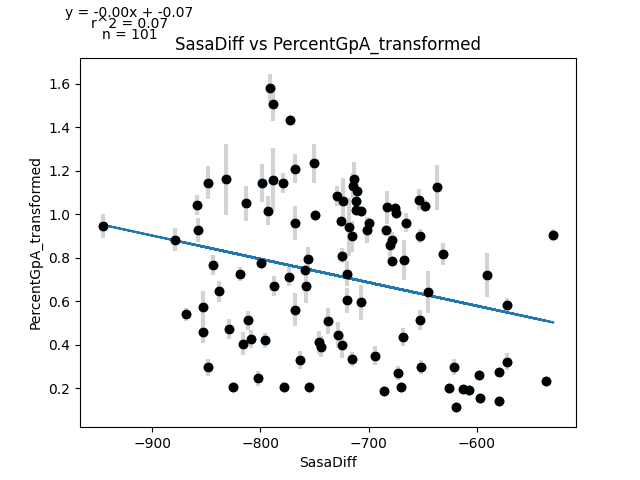 y = -0.00x + -0.07
r^2 = 0.07
n = 101
SasaDiff vs PercentGpA_transformed
PercentGpA_transformed
1.6
1.4
1.2
1.0
0.8
0.6
0.4
0.2
−900 −800 −700 −600
SasaDiff